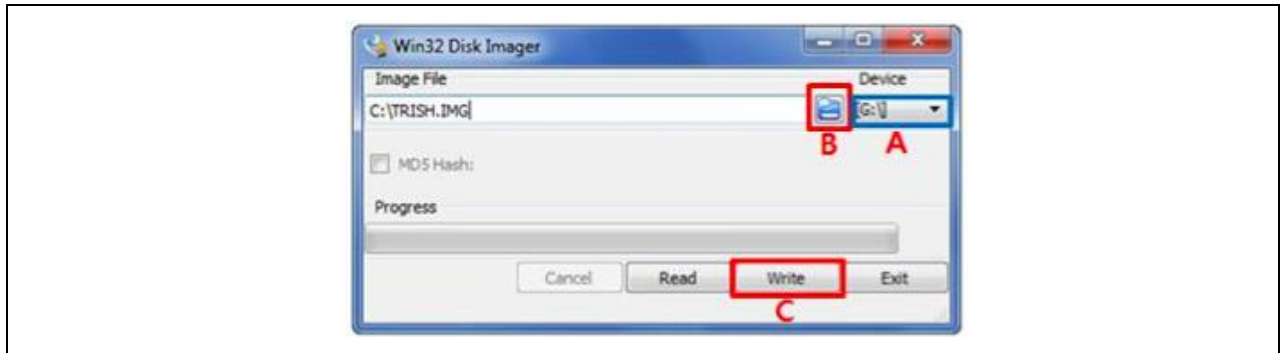 Win32 Disk Imager
Image File Device
C:\TRISH.IMG [G:\]
B A
MD5 Hash:
Progress
Cancel Read Write Exit
C